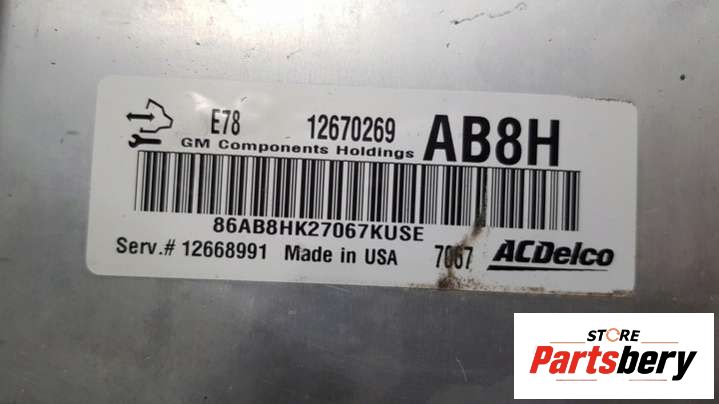 E78 12670269 AB8H
GM Components Holdings
86AB8HK27067KUSE
Serv.# 12668991 Made in USA 7067 ACDelco
STORE
Partsbery